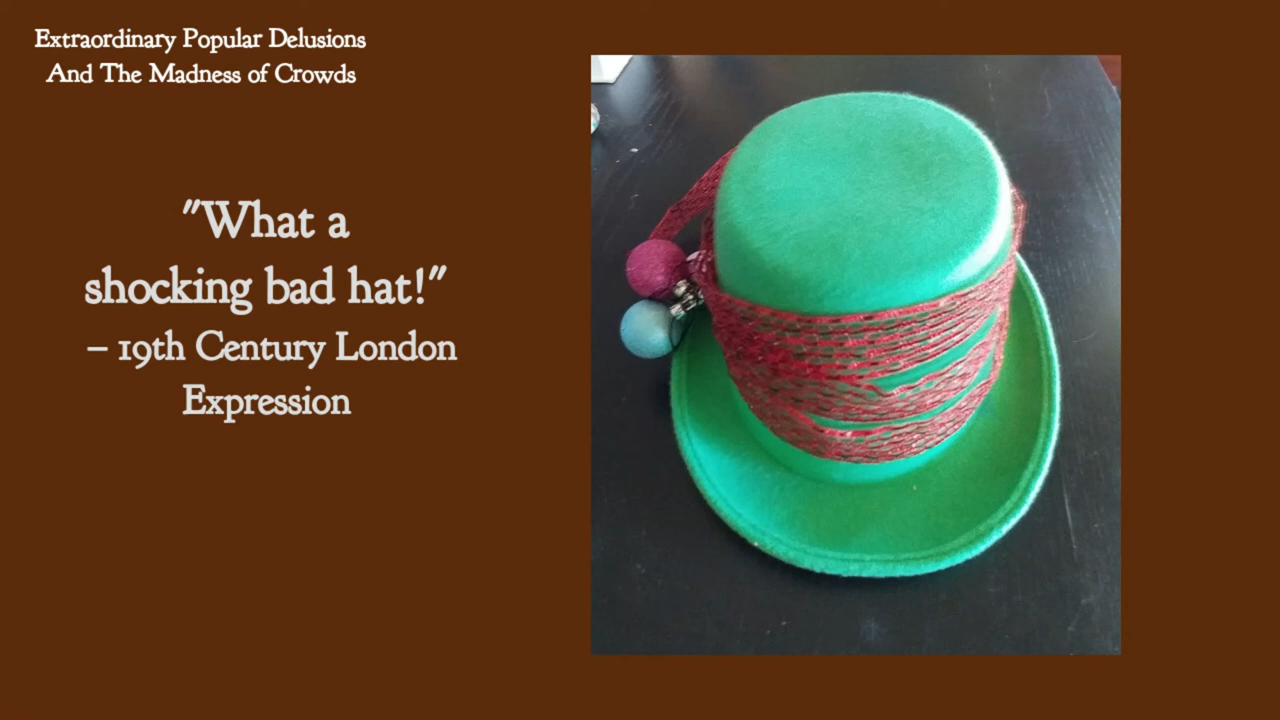 Extraordinary Popular Delusions
And The Madness of Crowds
"What a
shocking bad hat!"
– 19th Century London
Expression